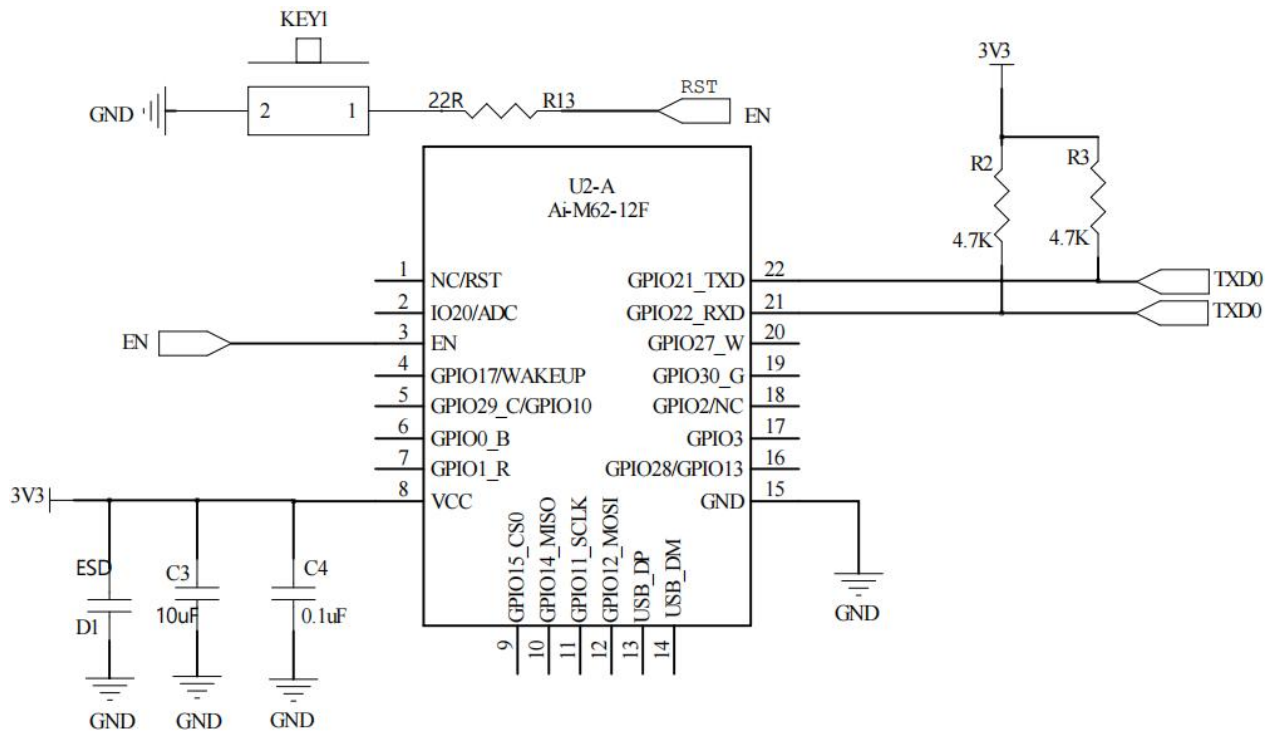 KEY1
GND
2
1
22R
R13
RST
EN
3V3
U2-A
Ai-M62-12F
R2
R3
4.7K
4.7K
1
NC/RST
2
IO20/ADC
3
EN
4
GPIO17/WAKEUP
5
GPIO29_C/GPIO10
6
GPIO0_B
7
GPIO1_R
8
VCC
GPIO21_TXD
22
GPIO22_RXD
21
GPIO27_W
20
GPIO30_G
19
GPIO2/NC
18
GPIO3
17
GPIO28/GPIO13
16
GND
15
TXD0
TXD0
EN
3V3
GPIO15_CS0
GPIO14_MISO
GPIO11_SCLK
GPIO12_MOSI
USB_DP
USB_DM
9
10
11
12
13
14
ESD
D1
C3
10uF
C4
0.1uF
GND
GND
GND
GND